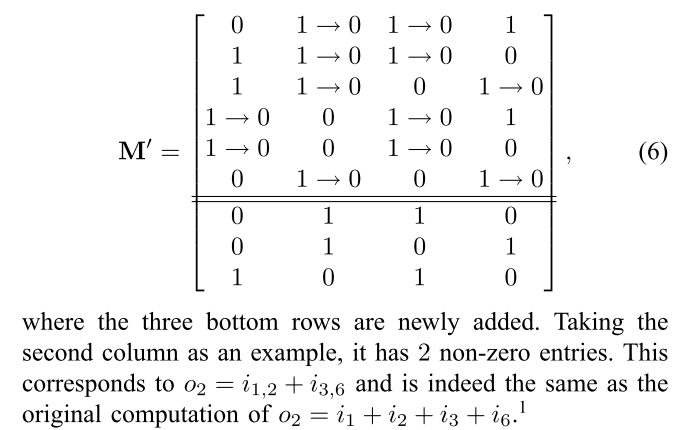 0 1 → 0 1 → 0 1
1 1 → 0 1 → 0 0
1 1 → 0 0 1 → 0
1 → 0 0 1 → 0 1
M′ = 1 → 0 0 1 → 0 0 , (6)
0 1 → 0 0 1 → 0
0 1 1 0
0 1 0 1
1 0 1 0
where the three bottom rows are newly added. Taking the
second column as an example, it has 2 non-zero entries. This
corresponds to o₂ = i₁,₂ + i₃,₆ and is indeed the same as the
original computation of o₂ = i₁ + i₂ + i₃ + i₆.¹